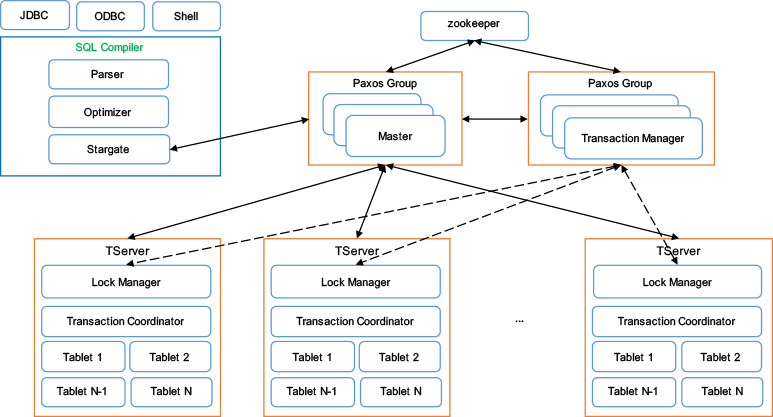 JDBC ODBC Shell
zookeeper
SQL Compiler
Parser
Optimizer
Stargate
Paxos Group
Master
Paxos Group
Transaction Manager
TServer
Lock Manager
Transaction Coordinator
Tablet 1 Tablet 2
Tablet N-1 Tablet N
TServer
Lock Manager
Transaction Coordinator
Tablet 1 Tablet 2
Tablet N-1 Tablet N
...
TServer
Lock Manager
Transaction Coordinator
Tablet 1 Tablet 2
Tablet N-1 Tablet N